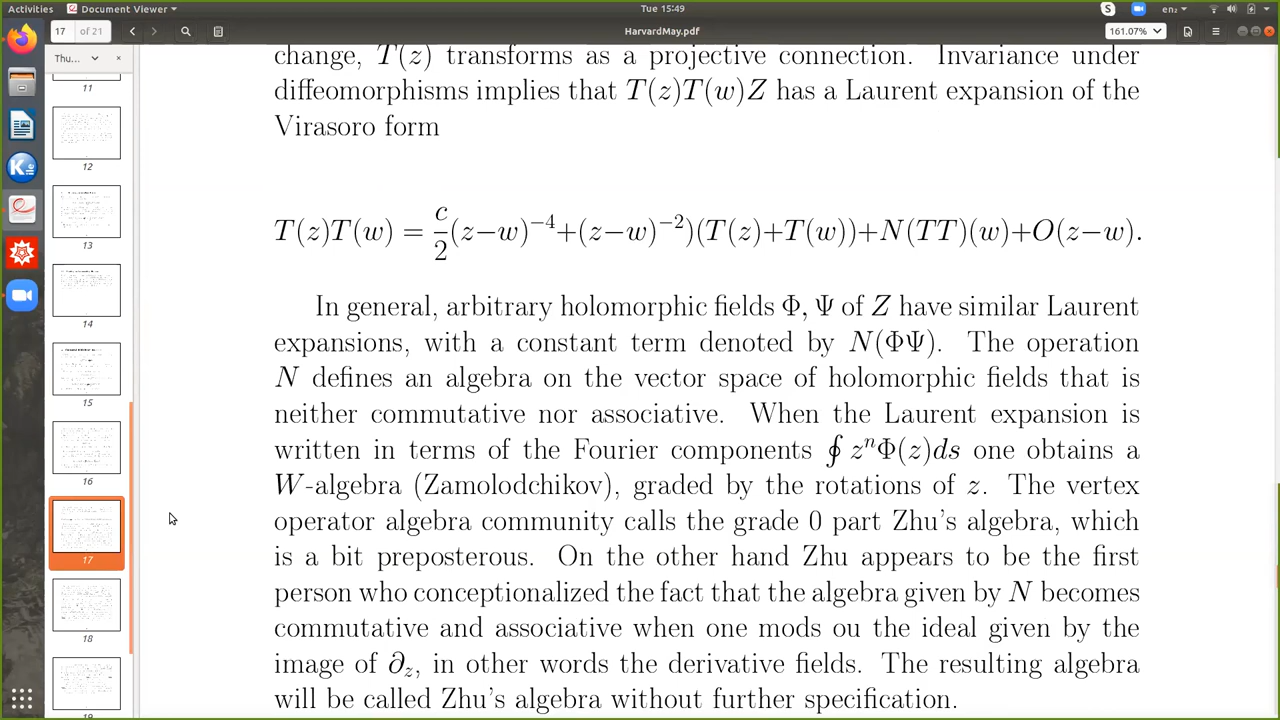 Activities Document Viewer Tue 15:49 S en₂
17 of 21 HarvardMay.pdf 161.07%
Thu...
11
12
13
14
15
16
17
18
19
change, T(z) transforms as a projective connection. Invariance under
diffeomorphisms implies that T(z)T(w)Z has a Laurent expansion of the
Virasoro form
T(z)T(w) = c/2(z−w)⁻⁴+(z−w)⁻²)(T(z)+T(w))+N(TT)(w)+O(z−w).
In general, arbitrary holomorphic fields Φ, Ψ of Z have similar Laurent
expansions, with a constant term denoted by N(ΦΨ). The operation
N defines an algebra on the vector space of holomorphic fields that is
neither commutative nor associative. When the Laurent expansion is
written in terms of the Fourier components ∮ zⁿΦ(z)ds one obtains a
W-algebra (Zamolodchikov), graded by the rotations of z. The vertex
operator algebra community calls the grade 0 part Zhu's algebra, which
is a bit preposterous. On the other hand Zhu appears to be the first
person who conceptionalized the fact that the algebra given by N becomes
commutative and associative when one mods ou the ideal given by the
image of ∂z, in other words the derivative fields. The resulting algebra
will be called Zhu's algebra without further specification.